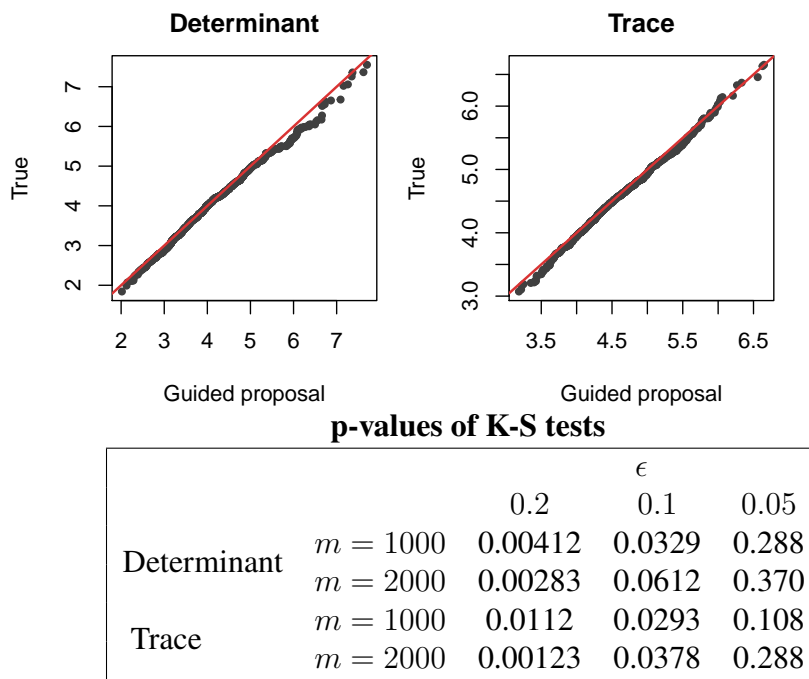 Determinant
Trace
True
7
6
5
4
3
2
2 3 4 5 6 7
Guided proposal
True
6.0
5.0
4.0
3.0
3.5 4.5 5.5 6.5
Guided proposal
p-values of K-S tests
ϵ
0.2 0.1 0.05
Determinant
m = 1000 0.00412 0.0329 0.288
m = 2000 0.00283 0.0612 0.370
Trace
m = 1000 0.0112 0.0293 0.108
m = 2000 0.00123 0.0378 0.288